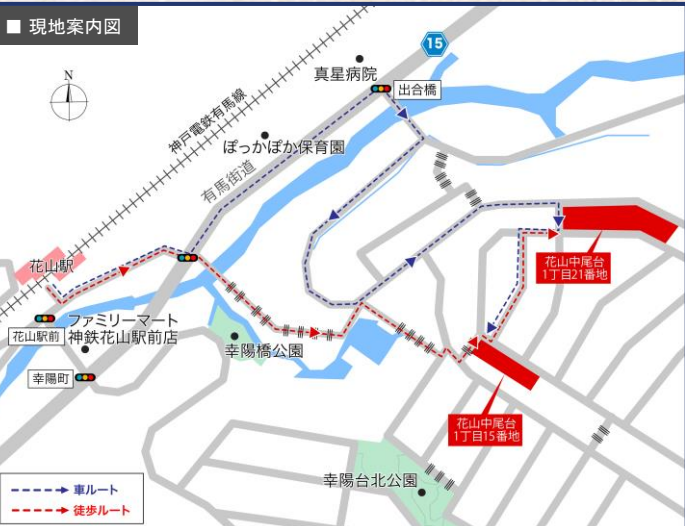 ■ 現地案内図
N
15
真星病院
出合橋
神戸電鉄有馬線
ぽっかぽか保育園
有馬街道
花山駅
花山中尾台
1丁目21番地
花山駅前
ファミリーマート
神鉄花山駅前店
幸陽橋公園
幸陽町
花山中尾台
1丁目15番地
幸陽台北公園
車ルート
徒歩ルート